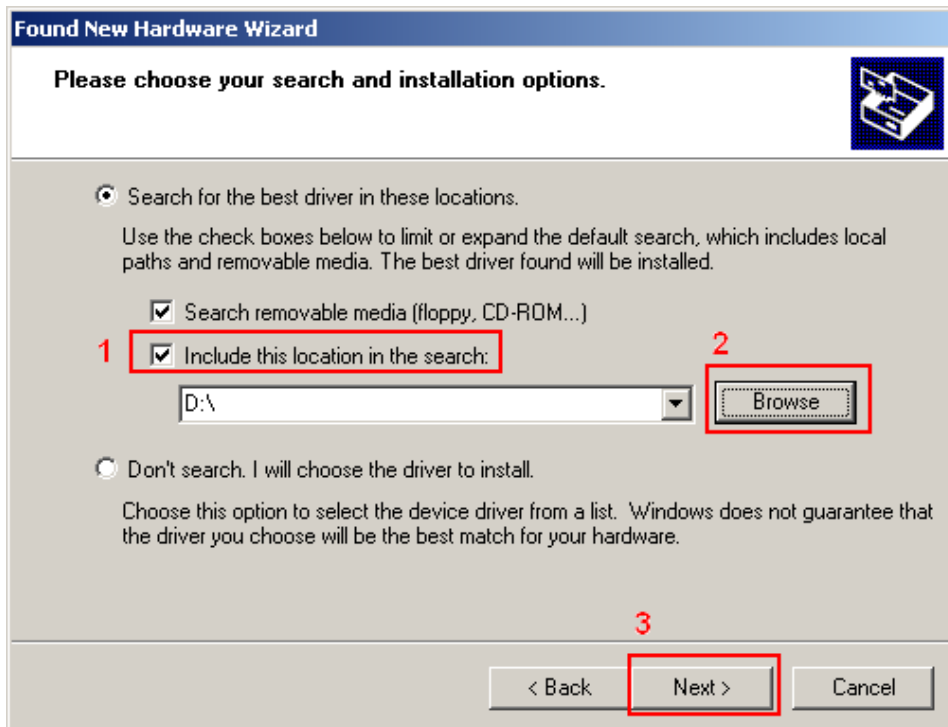 Found New Hardware Wizard
Please choose your search and installation options.
Search for the best driver in these locations.
Use the check boxes below to limit or expand the default search, which includes local
paths and removable media. The best driver found will be installed.
Search removable media (floppy, CD-ROM...)
1 Include this location in the search:
2
D:\ Browse
Don't search. I will choose the driver to install.
Choose this option to select the device driver from a list. Windows does not guarantee that
the driver you choose will be the best match for your hardware.
3
< Back Next > Cancel